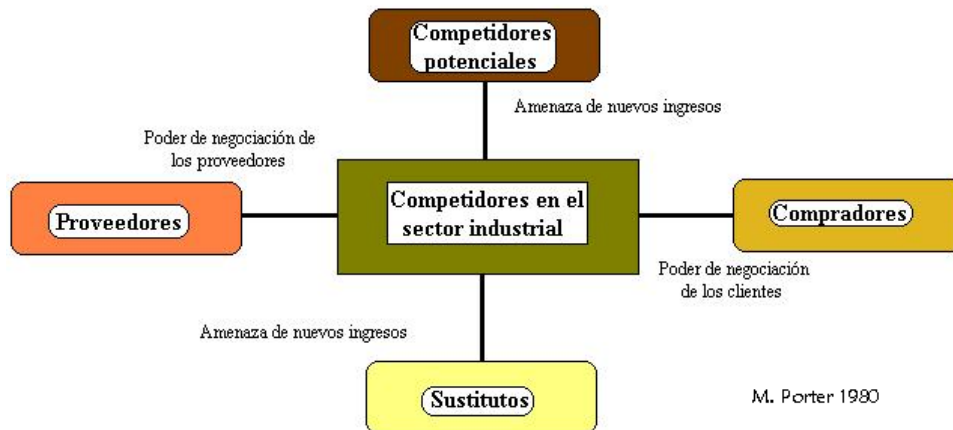 Competidores
potenciales
Amenaza de nuevos ingresos
Poder de negociación de
los proveedores
Proveedores
Competidores en el
sector industrial
Compradores
Poder de negociación
de los clientes
Amenaza de nuevos ingresos
Sustitutos
M. Porter 1980